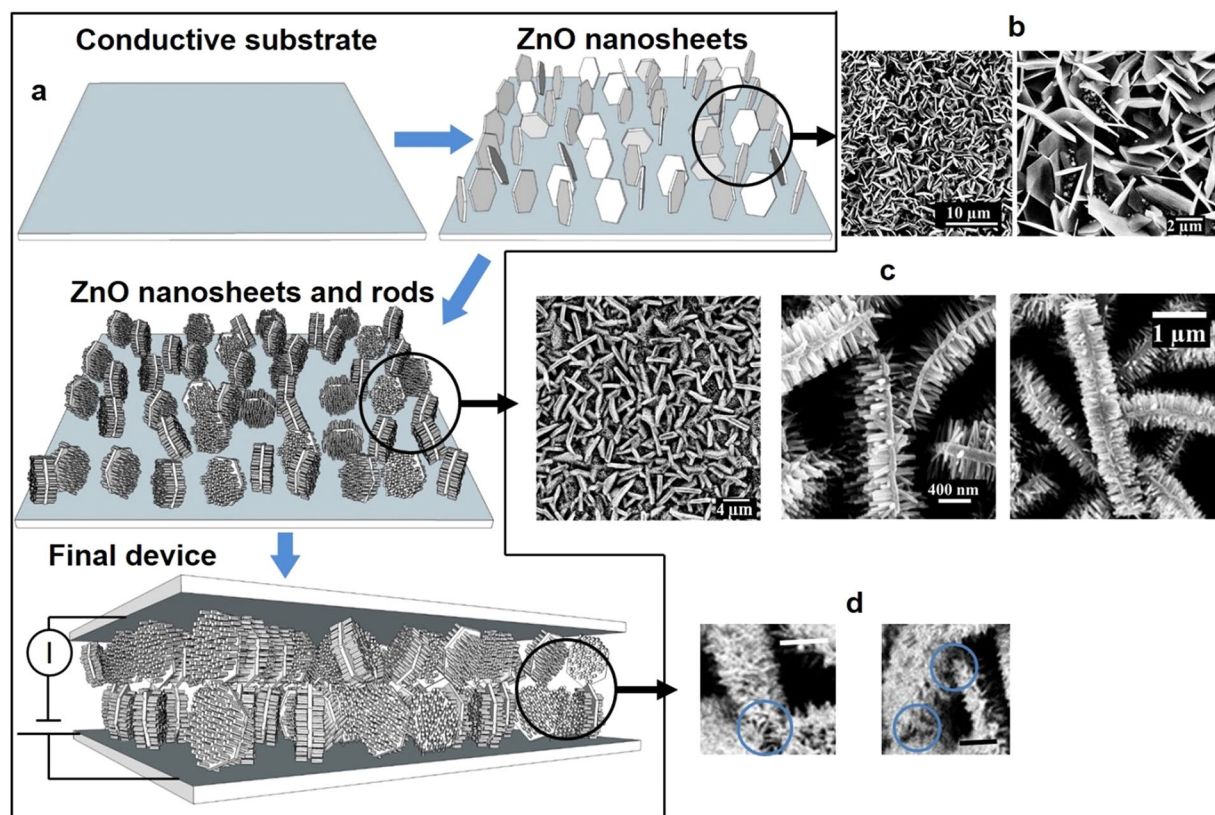 Conductive substrate
ZnO nanosheets
b
a
10 µm
2 µm
ZnO nanosheets and rods
c
1 µm
400 nm
4 µm
Final device
d
I